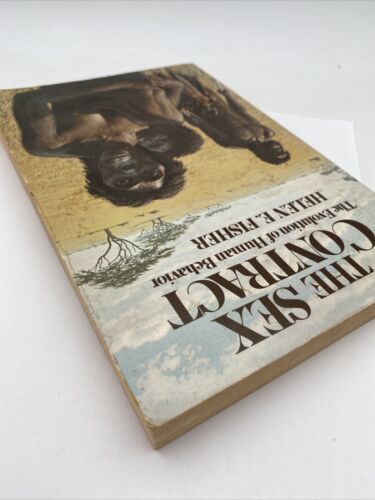 THE SEX
CONTRACT
The Evolution of Human Behavior
HELEN E. FISHER